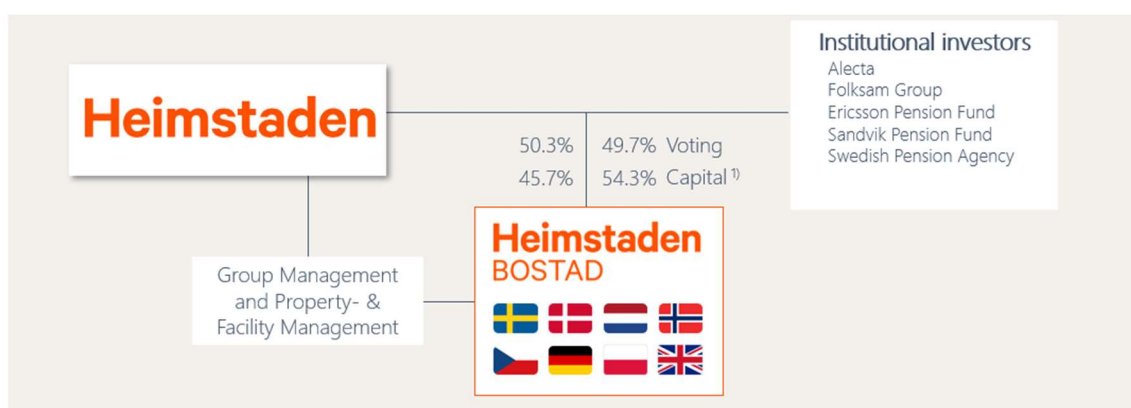 Heimstaden
Institutional investors
Alecta
Folksam Group
Ericsson Pension Fund
Sandvik Pension Fund
Swedish Pension Agency
50.3% 49.7% Voting
45.7% 54.3% Capital 1)
Heimstaden
BOSTAD
Group Management
and Property- &
Facility Management